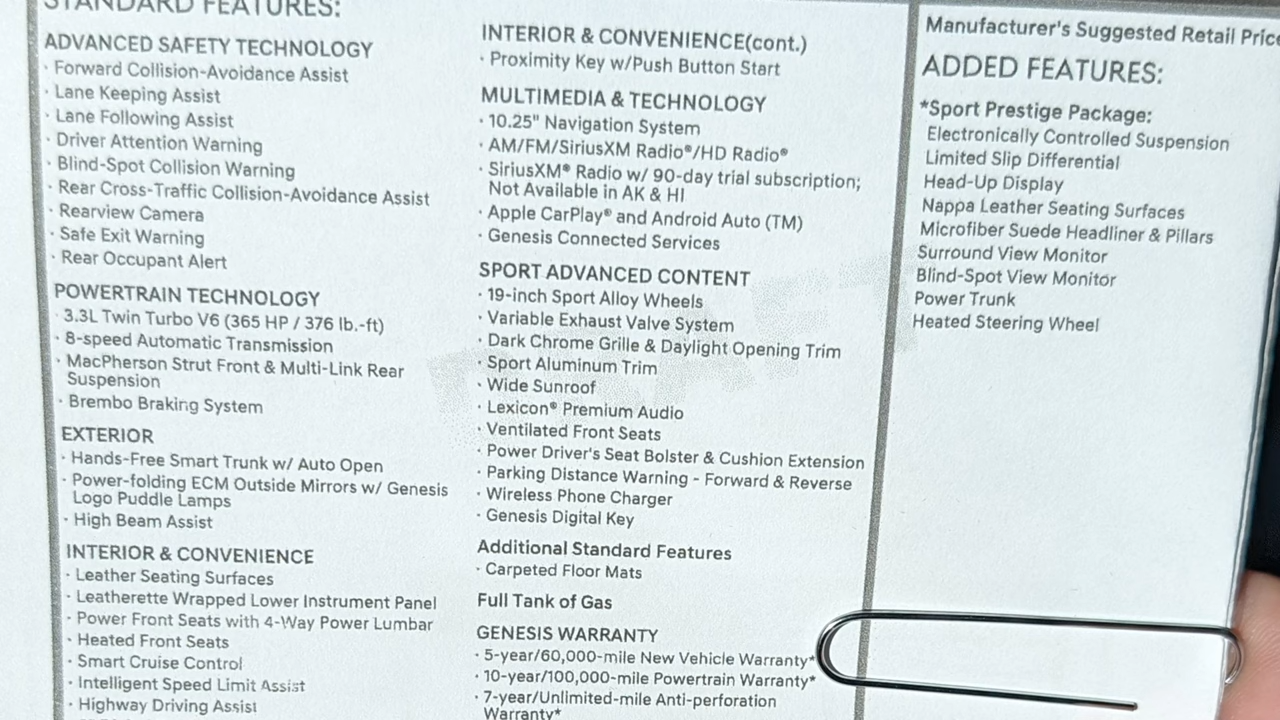 STANDARD FEATURES:
ADVANCED SAFETY TECHNOLOGY
· Forward Collision-Avoidance Assist
· Lane Keeping Assist
· Lane Following Assist
· Driver Attention Warning
· Blind-Spot Collision Warning
· Rear Cross-Traffic Collision-Avoidance Assist
· Rearview Camera
· Safe Exit Warning
· Rear Occupant Alert
POWERTRAIN TECHNOLOGY
· 3.3L Twin Turbo V6 (365 HP / 376 lb.-ft)
· 8-speed Automatic Transmission
· MacPherson Strut Front & Multi-Link Rear
Suspension
· Brembo Braking System
EXTERIOR
· Hands-Free Smart Trunk w/ Auto Open
· Power-folding ECM Outside Mirrors w/ Genesis
Logo Puddle Lamps
· High Beam Assist
INTERIOR & CONVENIENCE
· Leather Seating Surfaces
· Leatherette Wrapped Lower Instrument Panel
· Power Front Seats with 4-Way Power Lumbar
· Heated Front Seats
· Smart Cruise Control
· Intelligent Speed Limit Assist
· Highway Driving Assist
INTERIOR & CONVENIENCE(cont.)
· Proximity Key w/Push Button Start
MULTIMEDIA & TECHNOLOGY
· 10.25" Navigation System
· AM/FM/SiriusXM Radio®/HD Radio®
· SiriusXM® Radio w/ 90-day trial subscription;
Not Available in AK & HI
· Apple CarPlay® and Android Auto (TM)
· Genesis Connected Services
SPORT ADVANCED CONTENT
· 19-inch Sport Alloy Wheels
· Variable Exhaust Valve System
· Dark Chrome Grille & Daylight Opening Trim
· Sport Aluminum Trim
· Wide Sunroof
· Lexicon® Premium Audio
· Ventilated Front Seats
· Power Driver's Seat Bolster & Cushion Extension
· Parking Distance Warning - Forward & Reverse
· Wireless Phone Charger
· Genesis Digital Key
Additional Standard Features
· Carpeted Floor Mats
Full Tank of Gas
GENESIS WARRANTY
· 5-year/60,000-mile New Vehicle Warranty*
· 10-year/100,000-mile Powertrain Warranty*
· 7-year/Unlimited-mile Anti-perforation
Warranty*
Manufacturer's Suggested Retail Price
ADDED FEATURES:
*Sport Prestige Package:
Electronically Controlled Suspension
Limited Slip Differential
Head-Up Display
Nappa Leather Seating Surfaces
Microfiber Suede Headliner & Pillars
Surround View Monitor
Blind-Spot View Monitor
Power Trunk
Heated Steering Wheel